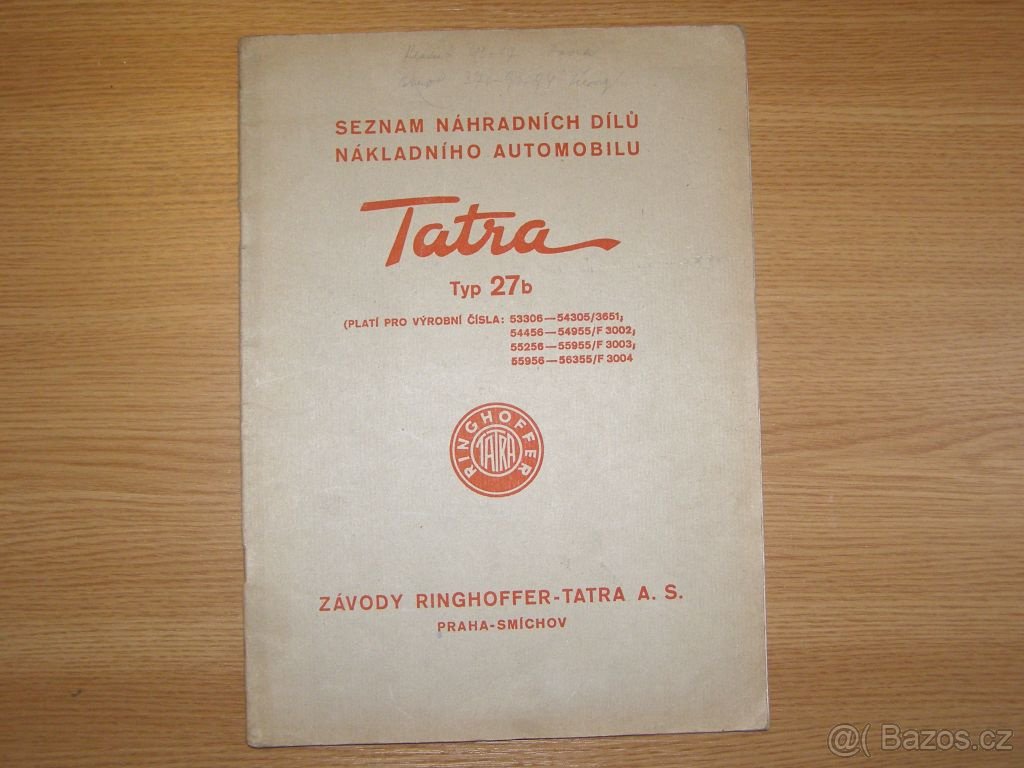 SEZNAM NÁHRADNÍCH DÍLŮ
NÁKLADNÍHO AUTOMOBILU
Tatra
Typ 27b
(PLATÍ PRO VÝROBNÍ ČÍSLA: 53306—54305/3651;
54456—54955/F 3002;
55256—55955/F 3003;
55956—56355/F 3004
RINGHOFFER
TATRA
ZÁVODY RINGHOFFER-TATRA A. S.
PRAHA-SMÍCHOV
@( Bazos.cz